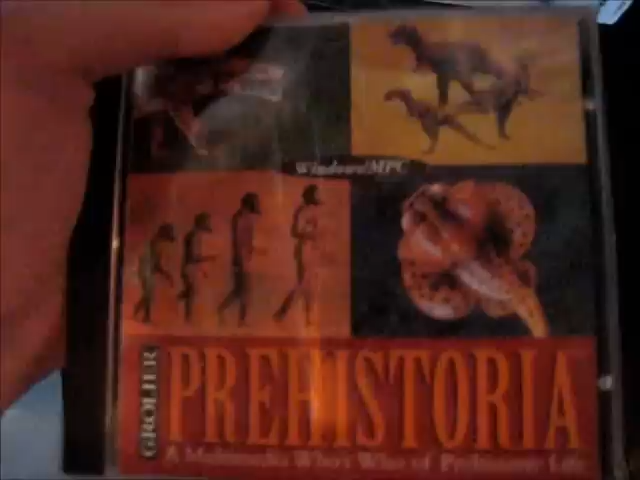 Windows/MPC
GROLIER
PREHISTORIA
A Multimedia Who's Who of Prehistoric Life